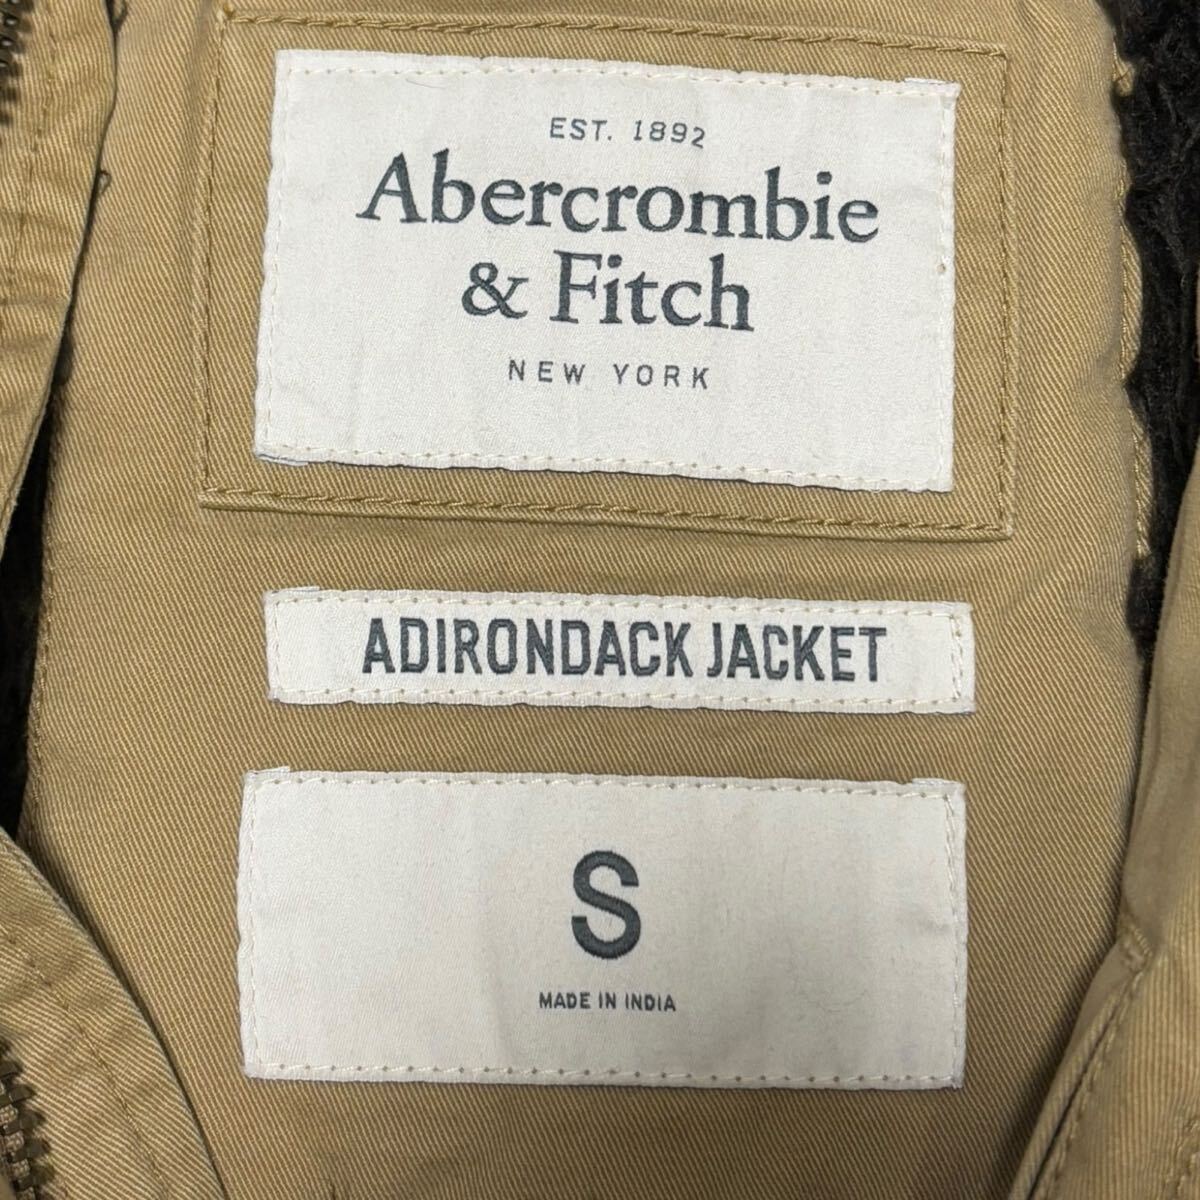 EST. 1892
Abercrombie
& Fitch
NEW YORK
ADIRONDACK JACKET
S
MADE IN INDIA